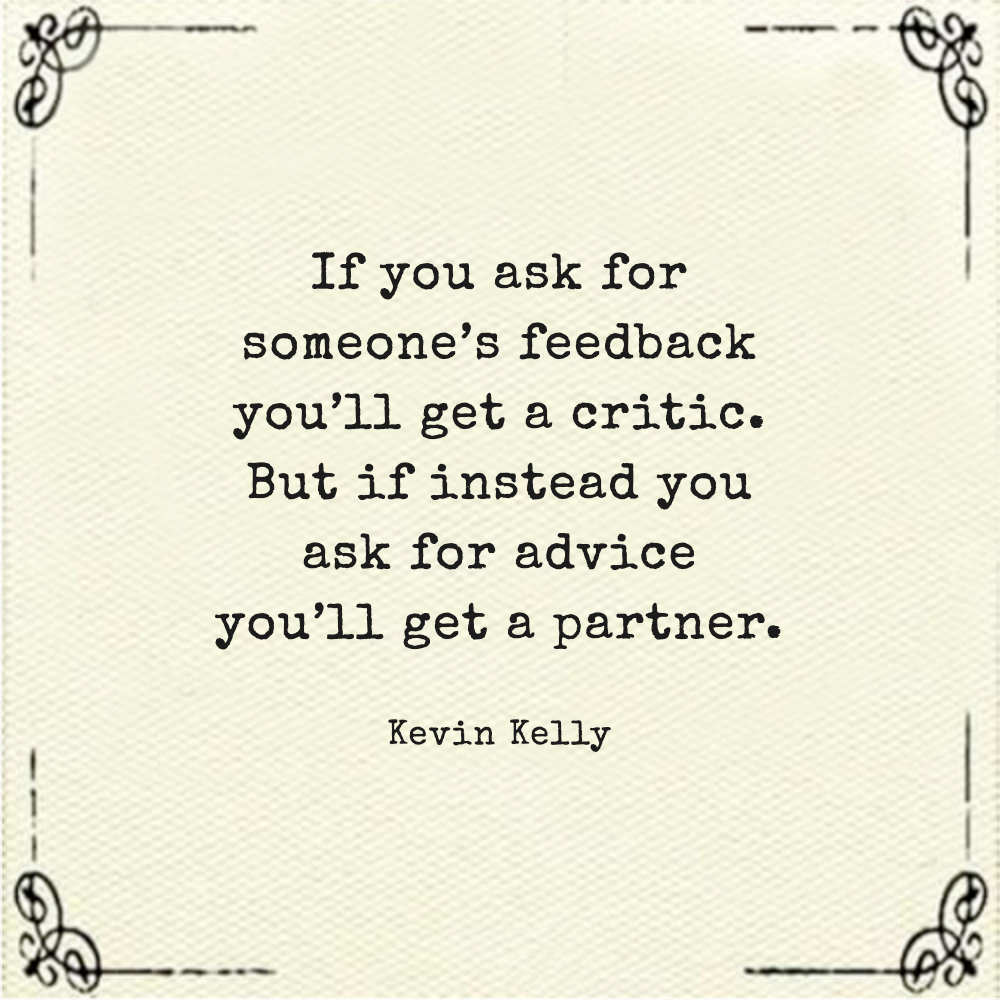 If you ask for
someone’s feedback
you’ll get a critic.
But if instead you
ask for advice
you’ll get a partner.
Kevin Kelly